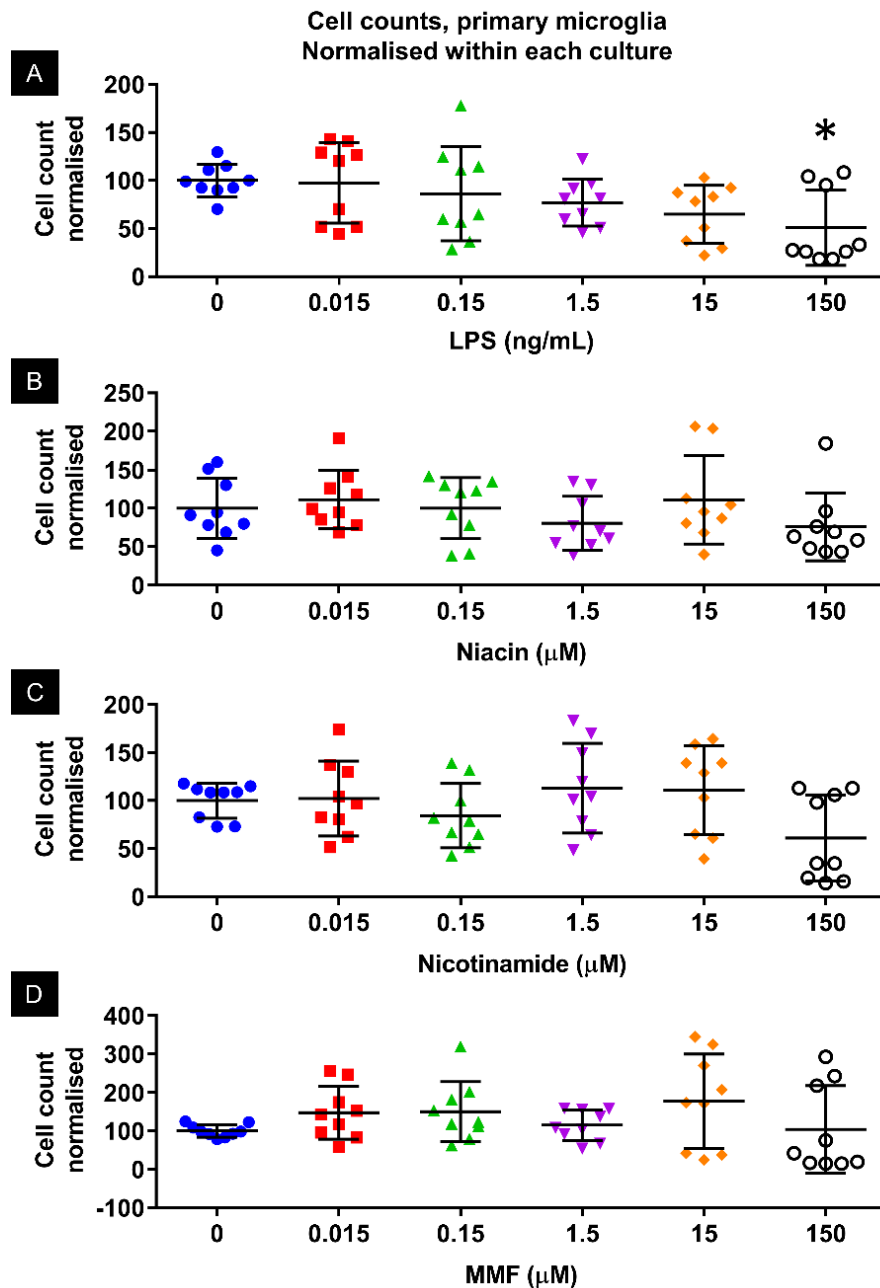 Cell counts, primary microglia
Normalised within each culture
A
Cell count
normalised
200
150
100
50
0
*
0 0.015 0.15 1.5 15 150
LPS (ng/mL)
B
Cell count
normalised
250
200
150
100
50
0
0 0.015 0.15 1.5 15 150
Niacin (μM)
C
Cell count
normalised
200
150
100
50
0
0 0.015 0.15 1.5 15 150
Nicotinamide (μM)
D
Cell count
normalised
400
300
200
100
0
-100
0 0.015 0.15 1.5 15 150
MMF (μM)